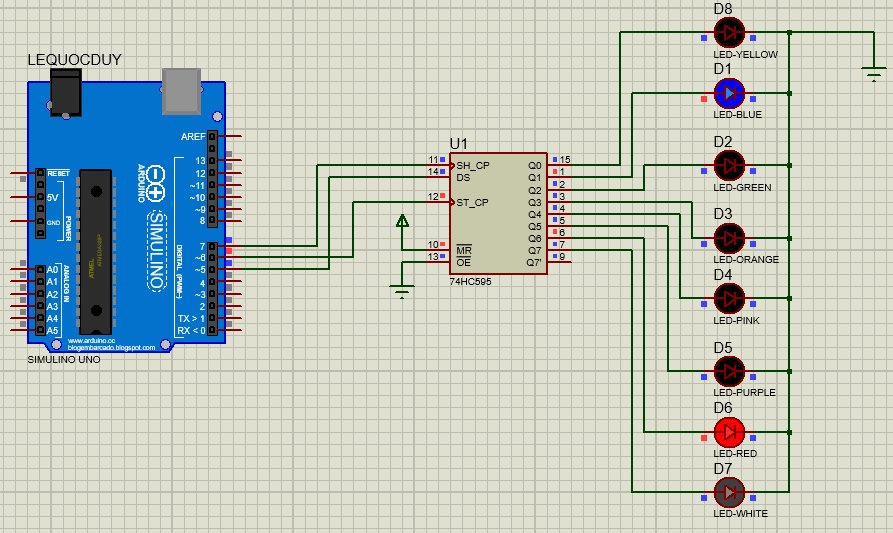 LEQUOCDUY
RESET
5V
GND
POWER
A0
A1
A2
A3
A4
A5
ANALOG IN
ARDUINO
SIMULINO
AREF
13
12
~11
~10
~9
8
7
~6
~5
4
~3
2
TX > 1
RX < 0
DIGITAL (PWM~)
www.arduino.cc
blogembarcado.blogspot.com
SIMULINO UNO
U1
11 SH_CP
14 DS
12 ST_CP
10 MR
13 OE
Q0 15
Q1 1
Q2 2
Q3 3
Q4 4
Q5 5
Q6 6
Q7 7
Q7' 9
74HC595
D8
LED-YELLOW
D1
LED-BLUE
D2
LED-GREEN
D3
LED-ORANGE
D4
LED-PINK
D5
LED-PURPLE
D6
LED-RED
D7
LED-WHITE